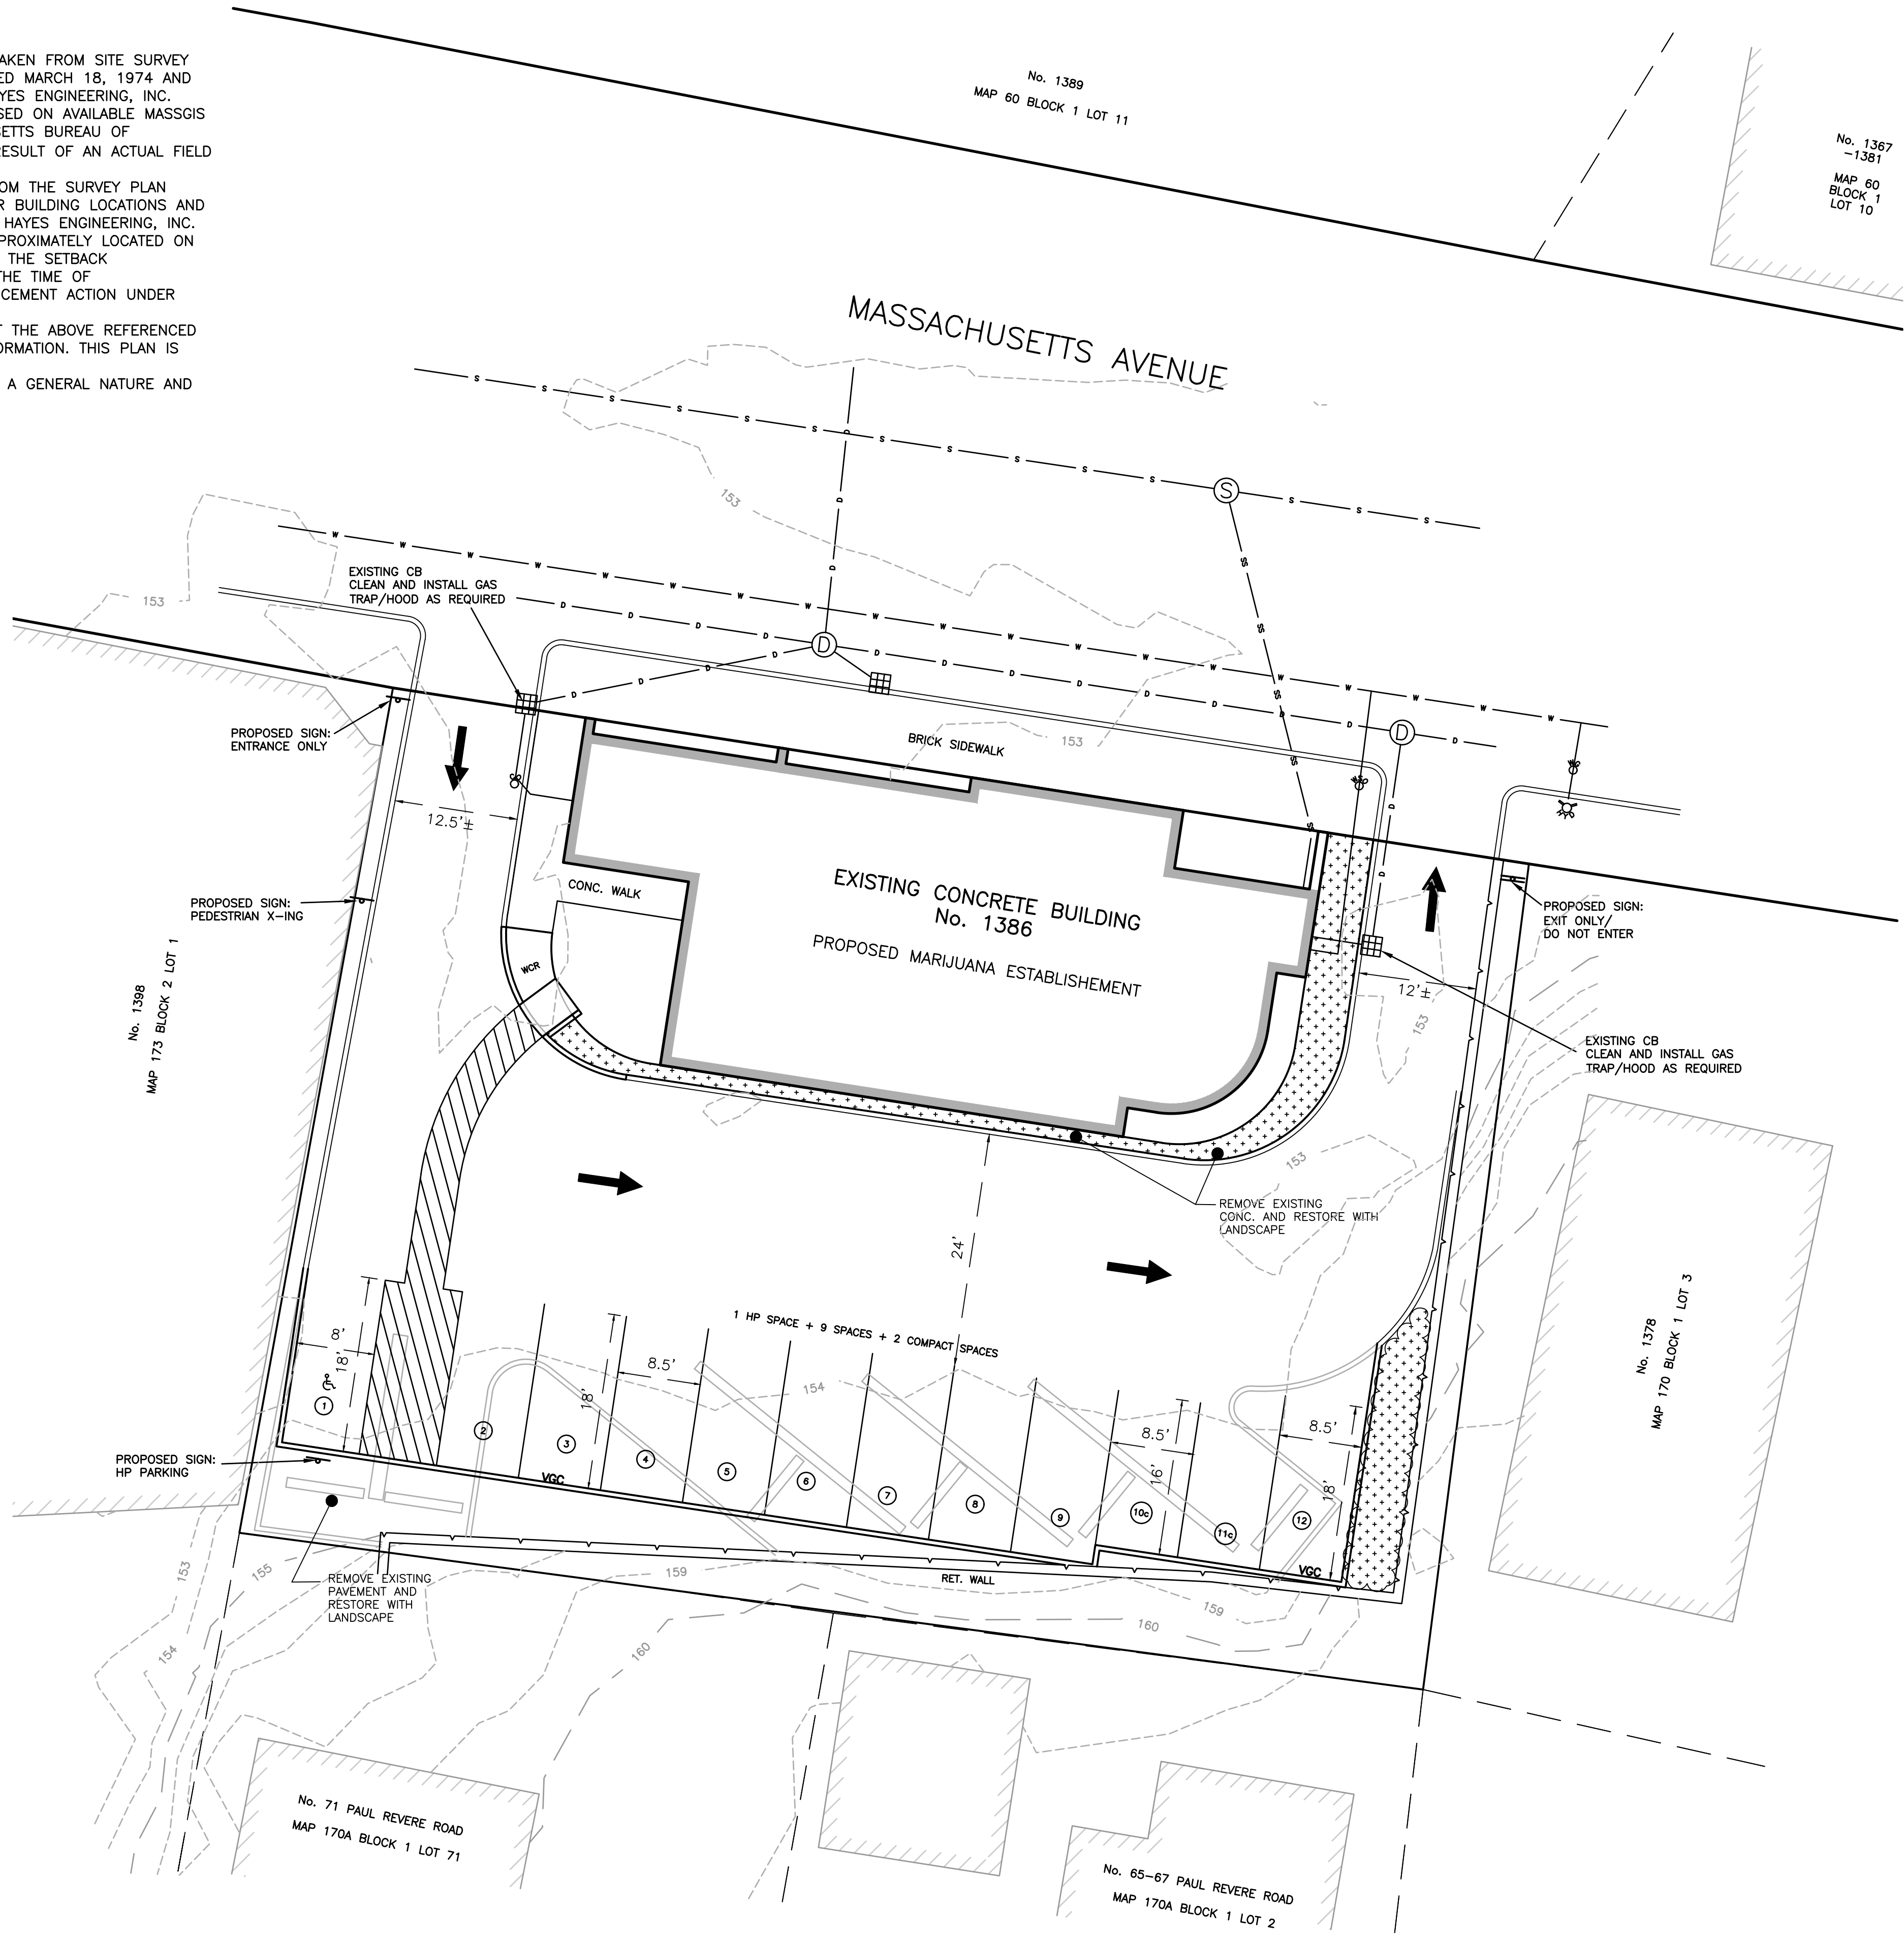 AKEN FROM SITE SURVEY
ED MARCH 18, 1974 AND
YES ENGINEERING, INC.
SED ON AVAILABLE MASSGIS
SETTS BUREAU OF
RESULT OF AN ACTUAL FIELD
OM THE SURVEY PLAN
R BUILDING LOCATIONS AND
HAYES ENGINEERING, INC.
PROXIMATELY LOCATED ON
THE SETBACK
THE TIME OF
CEMENT ACTION UNDER
T THE ABOVE REFERENCED
ORMATION. THIS PLAN IS
A GENERAL NATURE AND
No. 1389
MAP 60 BLOCK 1 LOT 11
No. 1367
-1381
MAP 60
BLOCK 1
LOT 10
MASSACHUSETTS AVENUE
S S S S S S S S S S S S S S
S
153
W W W W W W W W W W W W W W W W W W W
D D D
153
EXISTING CB
CLEAN AND INSTALL GAS
TRAP/HOOD AS REQUIRED
D D D D D D D D D D D D D D
D
D D D D
D
SS SS SS SS SS
PROPOSED SIGN:
ENTRANCE ONLY
BRICK SIDEWALK
153
12.5'±
CONC. WALK
EXISTING CONCRETE BUILDING
No. 1386
PROPOSED MARIJUANA ESTABLISHEMENT
D D
PROPOSED SIGN:
PEDESTRIAN X-ING
PROPOSED SIGN:
EXIT ONLY/
DO NOT ENTER
WCR
12'±
153
No. 1398
MAP 173 BLOCK 2 LOT 1
EXISTING CB
CLEAN AND INSTALL GAS
TRAP/HOOD AS REQUIRED
153
REMOVE EXISTING
CONC. AND RESTORE WITH
LANDSCAPE
24'
1 HP SPACE + 9 SPACES + 2 COMPACT SPACES
No. 1378
MAP 170 BLOCK 1 LOT 3
8'
18'
18'
8.5'
154
8.5'
16'
8.5'
18'
1
2
3
4
5
6
7
8
9
10c
11c
12
VGC
VGC
PROPOSED SIGN:
HP PARKING
REMOVE EXISTING
PAVEMENT AND
RESTORE WITH
LANDSCAPE
RET. WALL
153
155
159
159
154
160
160
No. 71 PAUL REVERE ROAD
MAP 170A BLOCK 1 LOT 71
No. 65-67 PAUL REVERE ROAD
MAP 170A BLOCK 1 LOT 2